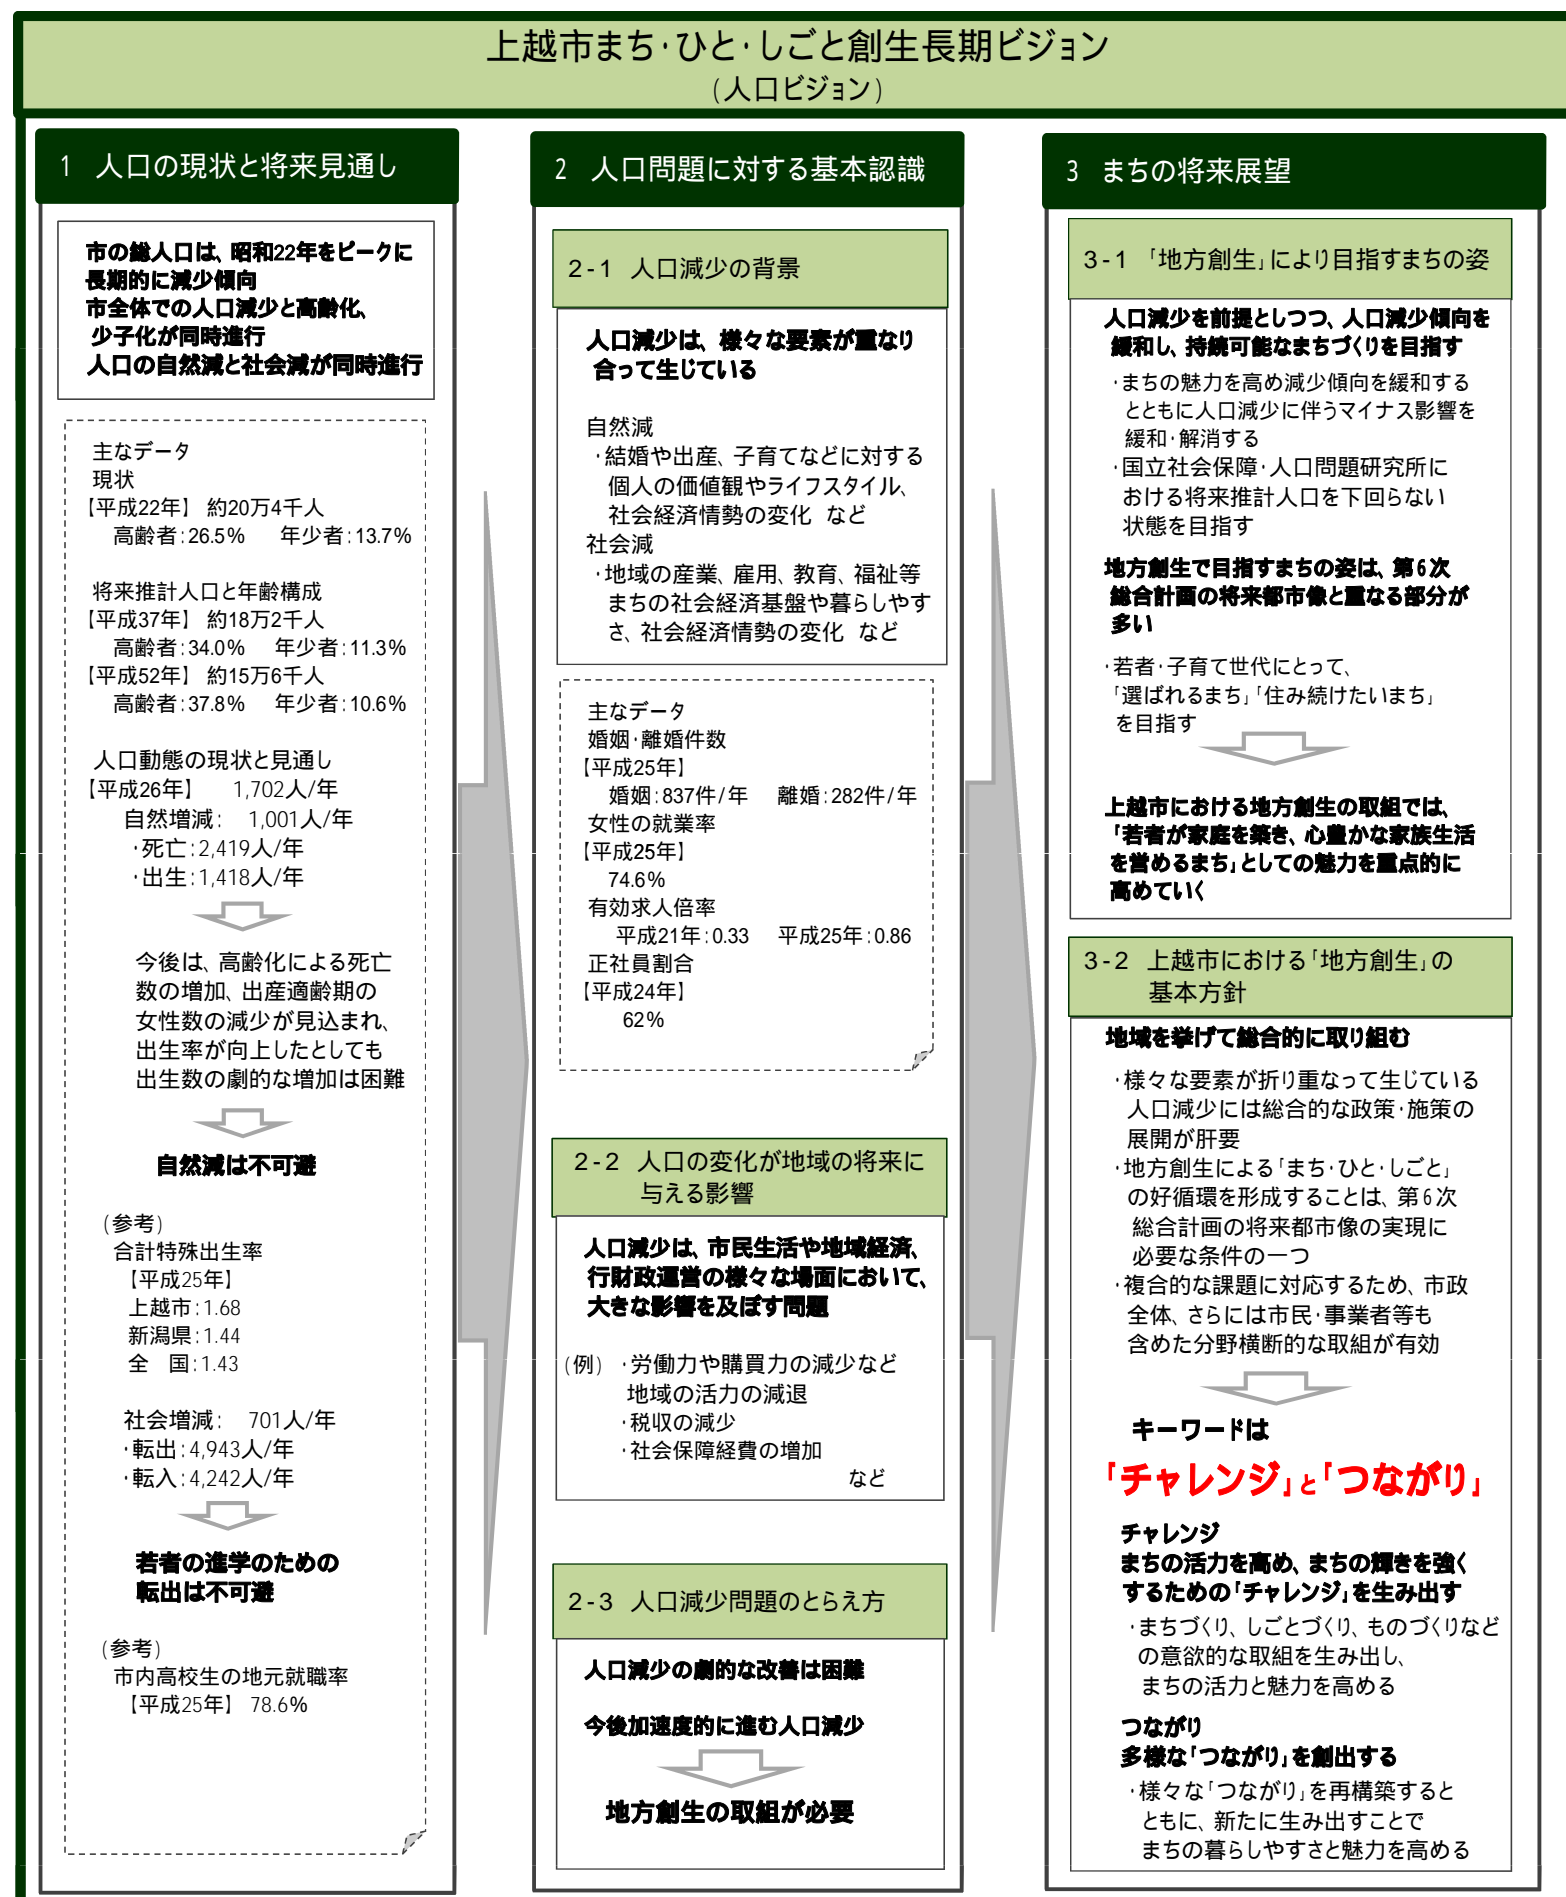 上越市まち･ひと･しごと創生長期ビジョン
(人口ビジョン)
1 人口の現状と将来見通し
市の総人口は、昭和22年をピークに
長期的に減少傾向
市全体での人口減少と高齢化、
少子化が同時進行
人口の自然減と社会減が同時進行
主なデータ
現状
【平成22年】 約20万4千人
高齢者:26.5% 年少者:13.7%
将来推計人口と年齢構成
【平成37年】 約18万2千人
高齢者:34.0% 年少者:11.3%
【平成52年】 約15万6千人
高齢者:37.8% 年少者:10.6%
人口動態の現状と見通し
【平成26年】 1,702人/年
自然増減: 1,001人/年
･死亡:2,419人/年
･出生:1,418人/年
今後は、高齢化による死亡
数の増加、出産適齢期の
女性数の減少が見込まれ、
出生率が向上したとしても
出生数の劇的な増加は困難
自然減は不可避
(参考)
合計特殊出生率
【平成25年】
上越市:1.68
新潟県:1.44
全 国:1.43
社会増減: 701人/年
･転出:4,943人/年
･転入:4,242人/年
若者の進学のための
転出は不可避
(参考)
市内高校生の地元就職率
【平成25年】 78.6%
2 人口問題に対する基本認識
2-1 人口減少の背景
人口減少は、様々な要素が重なり
合って生じている
自然減
･結婚や出産、子育てなどに対する
個人の価値観やライフスタイル、
社会経済情勢の変化 など
社会減
･地域の産業、雇用、教育、福祉等
まちの社会経済基盤や暮らしやす
さ、社会経済情勢の変化 など
主なデータ
婚姻･離婚件数
【平成25年】
婚姻:837件/年 離婚:282件/年
女性の就業率
【平成25年】
74.6%
有効求人倍率
平成21年:0.33 平成25年:0.86
正社員割合
【平成24年】
62%
2-2 人口の変化が地域の将来に
与える影響
人口減少は、市民生活や地域経済、
行財政運営の様々な場面において、
大きな影響を及ぼす問題
(例) ･労働力や購買力の減少など
地域の活力の減退
･税収の減少
･社会保障経費の増加
など
2-3 人口減少問題のとらえ方
人口減少の劇的な改善は困難
今後加速度的に進む人口減少
地方創生の取組が必要
3 まちの将来展望
3-1 「地方創生」により目指すまちの姿
人口減少を前提としつつ、人口減少傾向を
緩和し、持続可能なまちづくりを目指す
･まちの魅力を高め減少傾向を緩和する
とともに人口減少に伴うマイナス影響を
緩和･解消する
･国立社会保障･人口問題研究所に
おける将来推計人口を下回らない
状態を目指す
地方創生で目指すまちの姿は、第6次
総合計画の将来都市像と重なる部分が
多い
･若者･子育て世代にとって、
「選ばれるまち」「住み続けたいまち」
を目指す
上越市における地方創生の取組では、
「若者が家庭を築き、心豊かな家族生活
を営めるまち」としての魅力を重点的に
高めていく
3-2 上越市における「地方創生」の
基本方針
地域を挙げて総合的に取り組む
･様々な要素が折り重なって生じている
人口減少には総合的な政策･施策の
展開が肝要
･地方創生による「まち･ひと･しごと」
の好循環を形成することは、第6次
総合計画の将来都市像の実現に
必要な条件の一つ
･複合的な課題に対応するため、市政
全体、さらには市民･事業者等も
含めた分野横断的な取組が有効
キーワードは
「チャレンジ」と「つながり」
チャレンジ
まちの活力を高め、まちの輝きを強く
するための「チャレンジ」を生み出す
･まちづくり、しごとづくり、ものづくりなど
の意欲的な取組を生み出し、
まちの活力と魅力を高める
つながり
多様な「つながり」を創出する
･様々な「つながり」を再構築すると
ともに、新たに生み出すことで
まちの暮らしやすさと魅力を高める